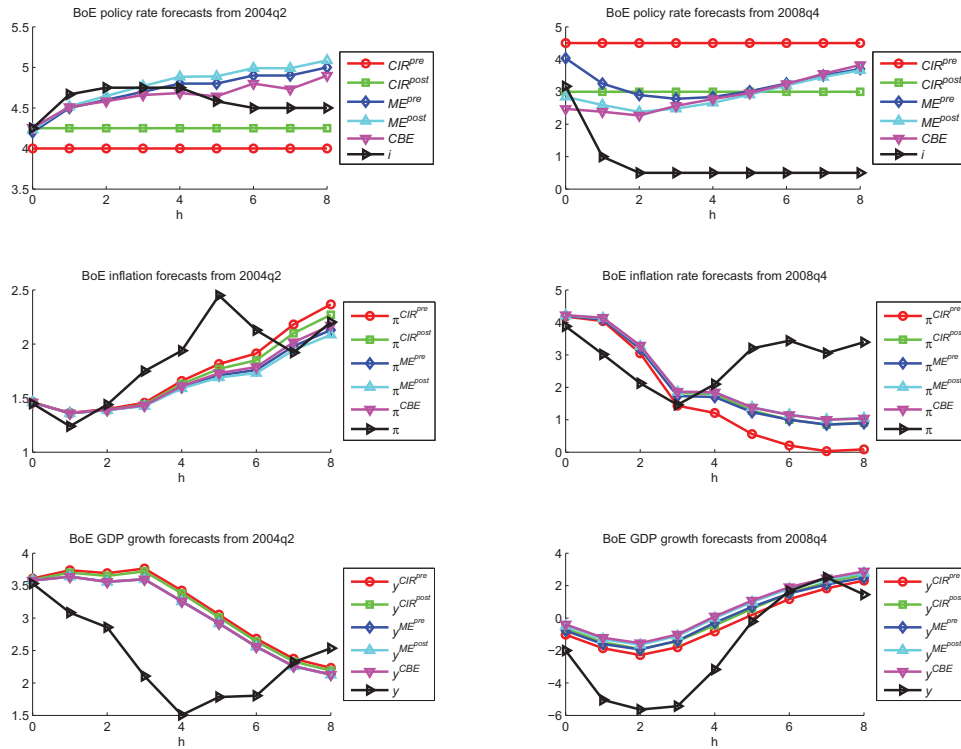 BoE policy rate forecasts from 2004q2
5.5
5
4.5
4
3.5
0 2 4 6 8
h
CIR^pre
CIR^post
ME^pre
ME^post
CBE
i
BoE policy rate forecasts from 2008q4
5
4
3
2
1
0
0 2 4 6 8
h
CIR^pre
CIR^post
ME^pre
ME^post
CBE
i
BoE inflation forecasts from 2004q2
2.5
2
1.5
1
0 2 4 6 8
h
π^CIR^pre
π^CIR^post
π^ME^pre
π^ME^post
π^CBE
π
BoE inflation rate forecasts from 2008q4
5
4
3
2
1
0
0 2 4 6 8
h
π^CIR^pre
π^CIR^post
π^ME^pre
π^ME^post
π^CBE
π
BoE GDP growth forecasts from 2004q2
4
3.5
3
2.5
2
1.5
0 2 4 6 8
h
y^CIR^pre
y^CIR^post
y^ME^pre
y^ME^post
y^CBE
y
BoE GDP growth forecasts from 2008q4
4
2
0
−2
−4
−6
0 2 4 6 8
h
y^CIR^pre
y^CIR^post
y^ME^pre
y^ME^post
y^CBE
y